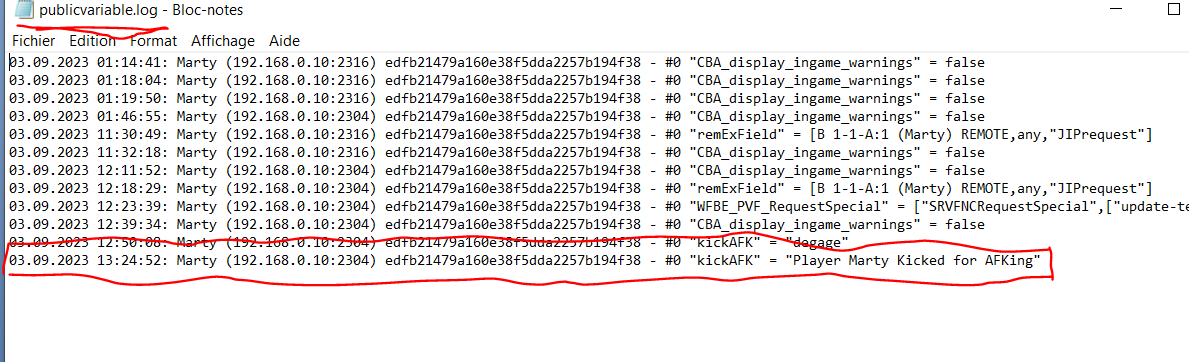 publicvariable.log - Bloc-notes
Fichier Edition Format Affichage Aide
03.09.2023 01:14:41: Marty (192.168.0.10:2316) edfb21479a160e38f5dda2257b194f38 - #0 "CBA_display_ingame_warnings" = false
03.09.2023 01:18:04: Marty (192.168.0.10:2316) edfb21479a160e38f5dda2257b194f38 - #0 "CBA_display_ingame_warnings" = false
03.09.2023 01:19:50: Marty (192.168.0.10:2316) edfb21479a160e38f5dda2257b194f38 - #0 "CBA_display_ingame_warnings" = false
03.09.2023 01:46:55: Marty (192.168.0.10:2304) edfb21479a160e38f5dda2257b194f38 - #0 "CBA_display_ingame_warnings" = false
03.09.2023 11:30:49: Marty (192.168.0.10:2316) edfb21479a160e38f5dda2257b194f38 - #0 "remExField" = [B 1-1-A:1 (Marty) REMOTE,any,"JIPrequest"]
03.09.2023 11:32:18: Marty (192.168.0.10:2316) edfb21479a160e38f5dda2257b194f38 - #0 "CBA_display_ingame_warnings" = false
03.09.2023 12:11:52: Marty (192.168.0.10:2304) edfb21479a160e38f5dda2257b194f38 - #0 "CBA_display_ingame_warnings" = false
03.09.2023 12:18:29: Marty (192.168.0.10:2304) edfb21479a160e38f5dda2257b194f38 - #0 "remExField" = [B 1-1-A:1 (Marty) REMOTE,any,"JIPrequest"]
03.09.2023 12:23:39: Marty (192.168.0.10:2304) edfb21479a160e38f5dda2257b194f38 - #0 "WFBE_PVF_RequestSpecial" = ["SRVFNCRequestSpecial",["update-te
03.09.2023 12:39:34: Marty (192.168.0.10:2304) edfb21479a160e38f5dda2257b194f38 - #0 "CBA_display_ingame_warnings" = false
03.09.2023 12:50:08: Marty (192.168.0.10:2304) edfb21479a160e38f5dda2257b194f38 - #0 "kickAFK" = "degage"
03.09.2023 13:24:52: Marty (192.168.0.10:2304) edfb21479a160e38f5dda2257b194f38 - #0 "kickAFK" = "Player Marty Kicked for AFKing"